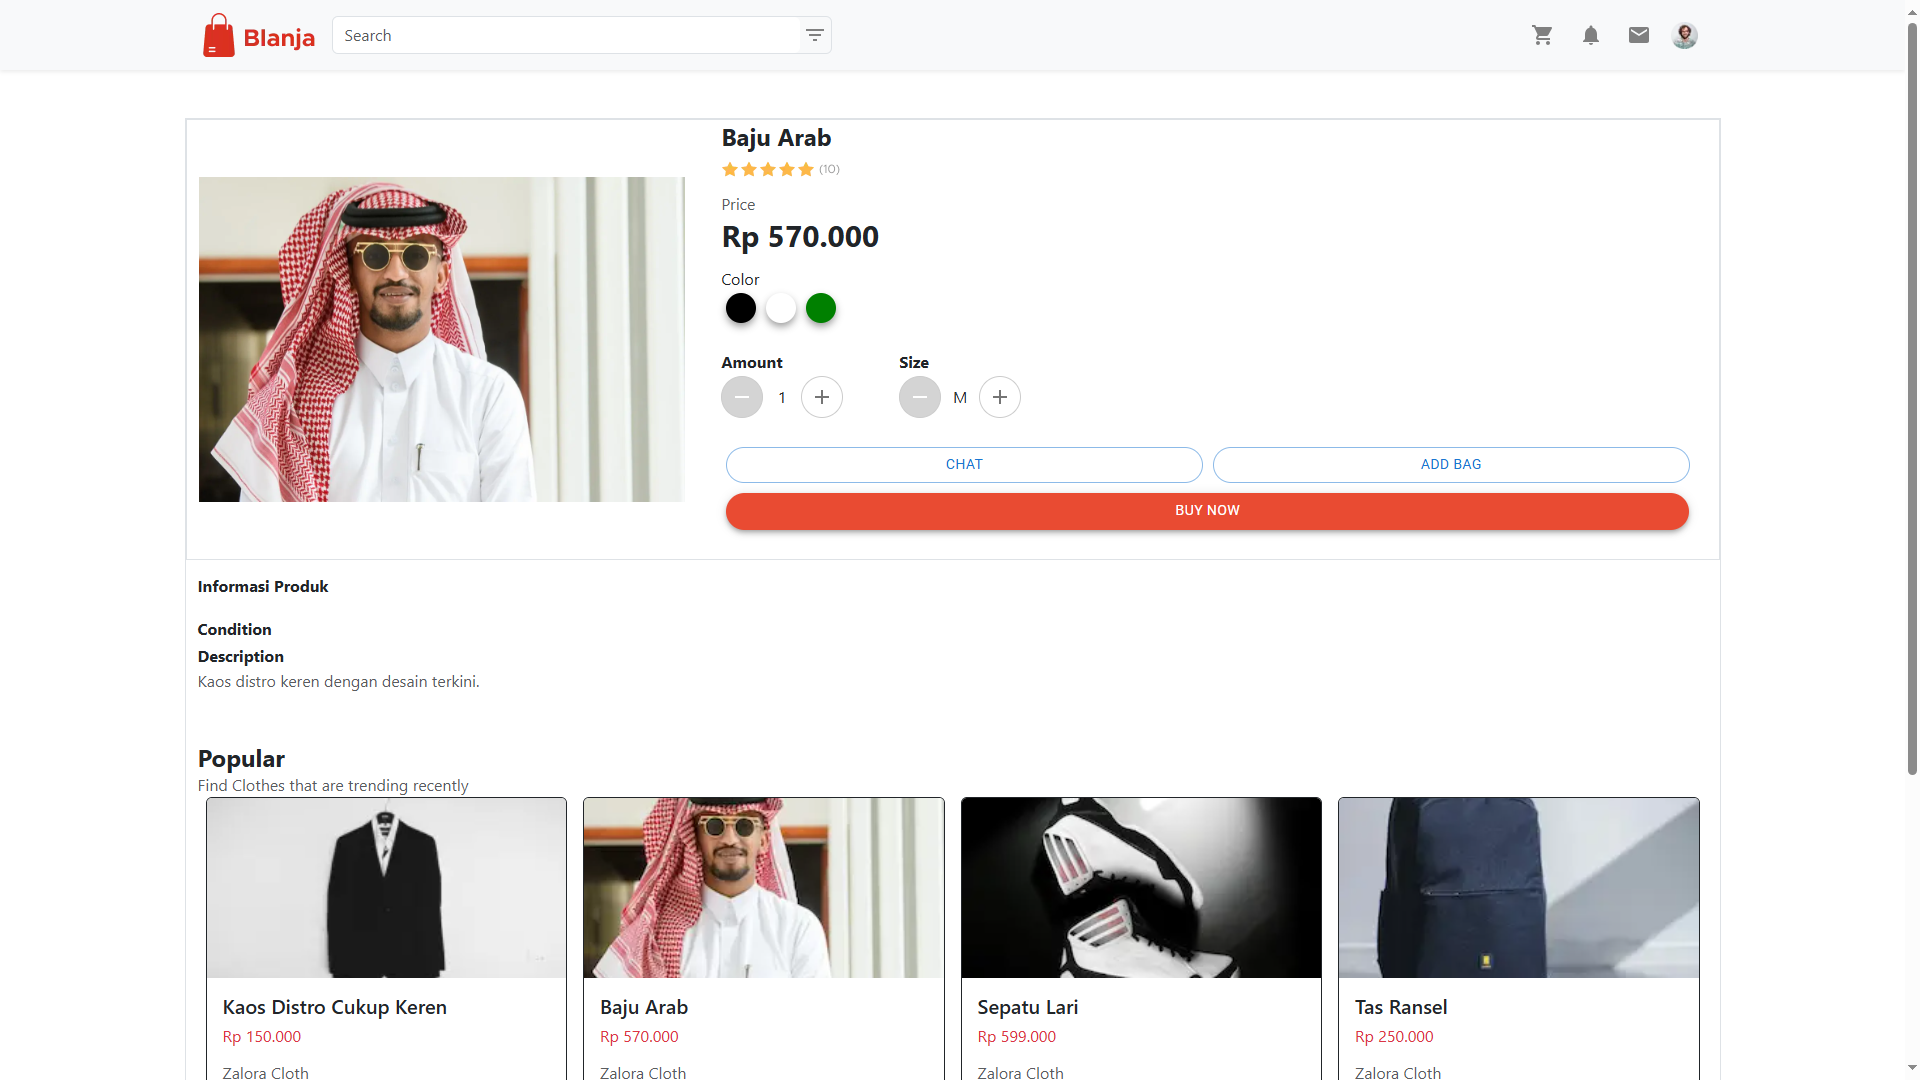 Blanja
Search
Baju Arab
(10)
Price
Rp 570.000
Color
Amount
Size
1
M
CHAT
ADD BAG
BUY NOW
Informasi Produk
Condition
Description
Kaos distro keren dengan desain terkini.
Popular
Find Clothes that are trending recently
Kaos Distro Cukup Keren
Rp 150.000
Zalora Cloth
Baju Arab
Rp 570.000
Zalora Cloth
Sepatu Lari
Rp 599.000
Zalora Cloth
Tas Ransel
Rp 250.000
Zalora Cloth